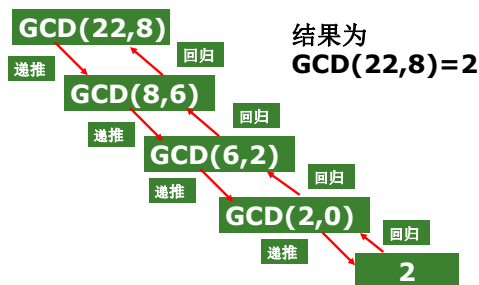 GCD(22,8)
结果为
GCD(22,8)=2
递推
回归
GCD(8,6)
递推
回归
GCD(6,2)
递推
回归
GCD(2,0)
递推
回归
2